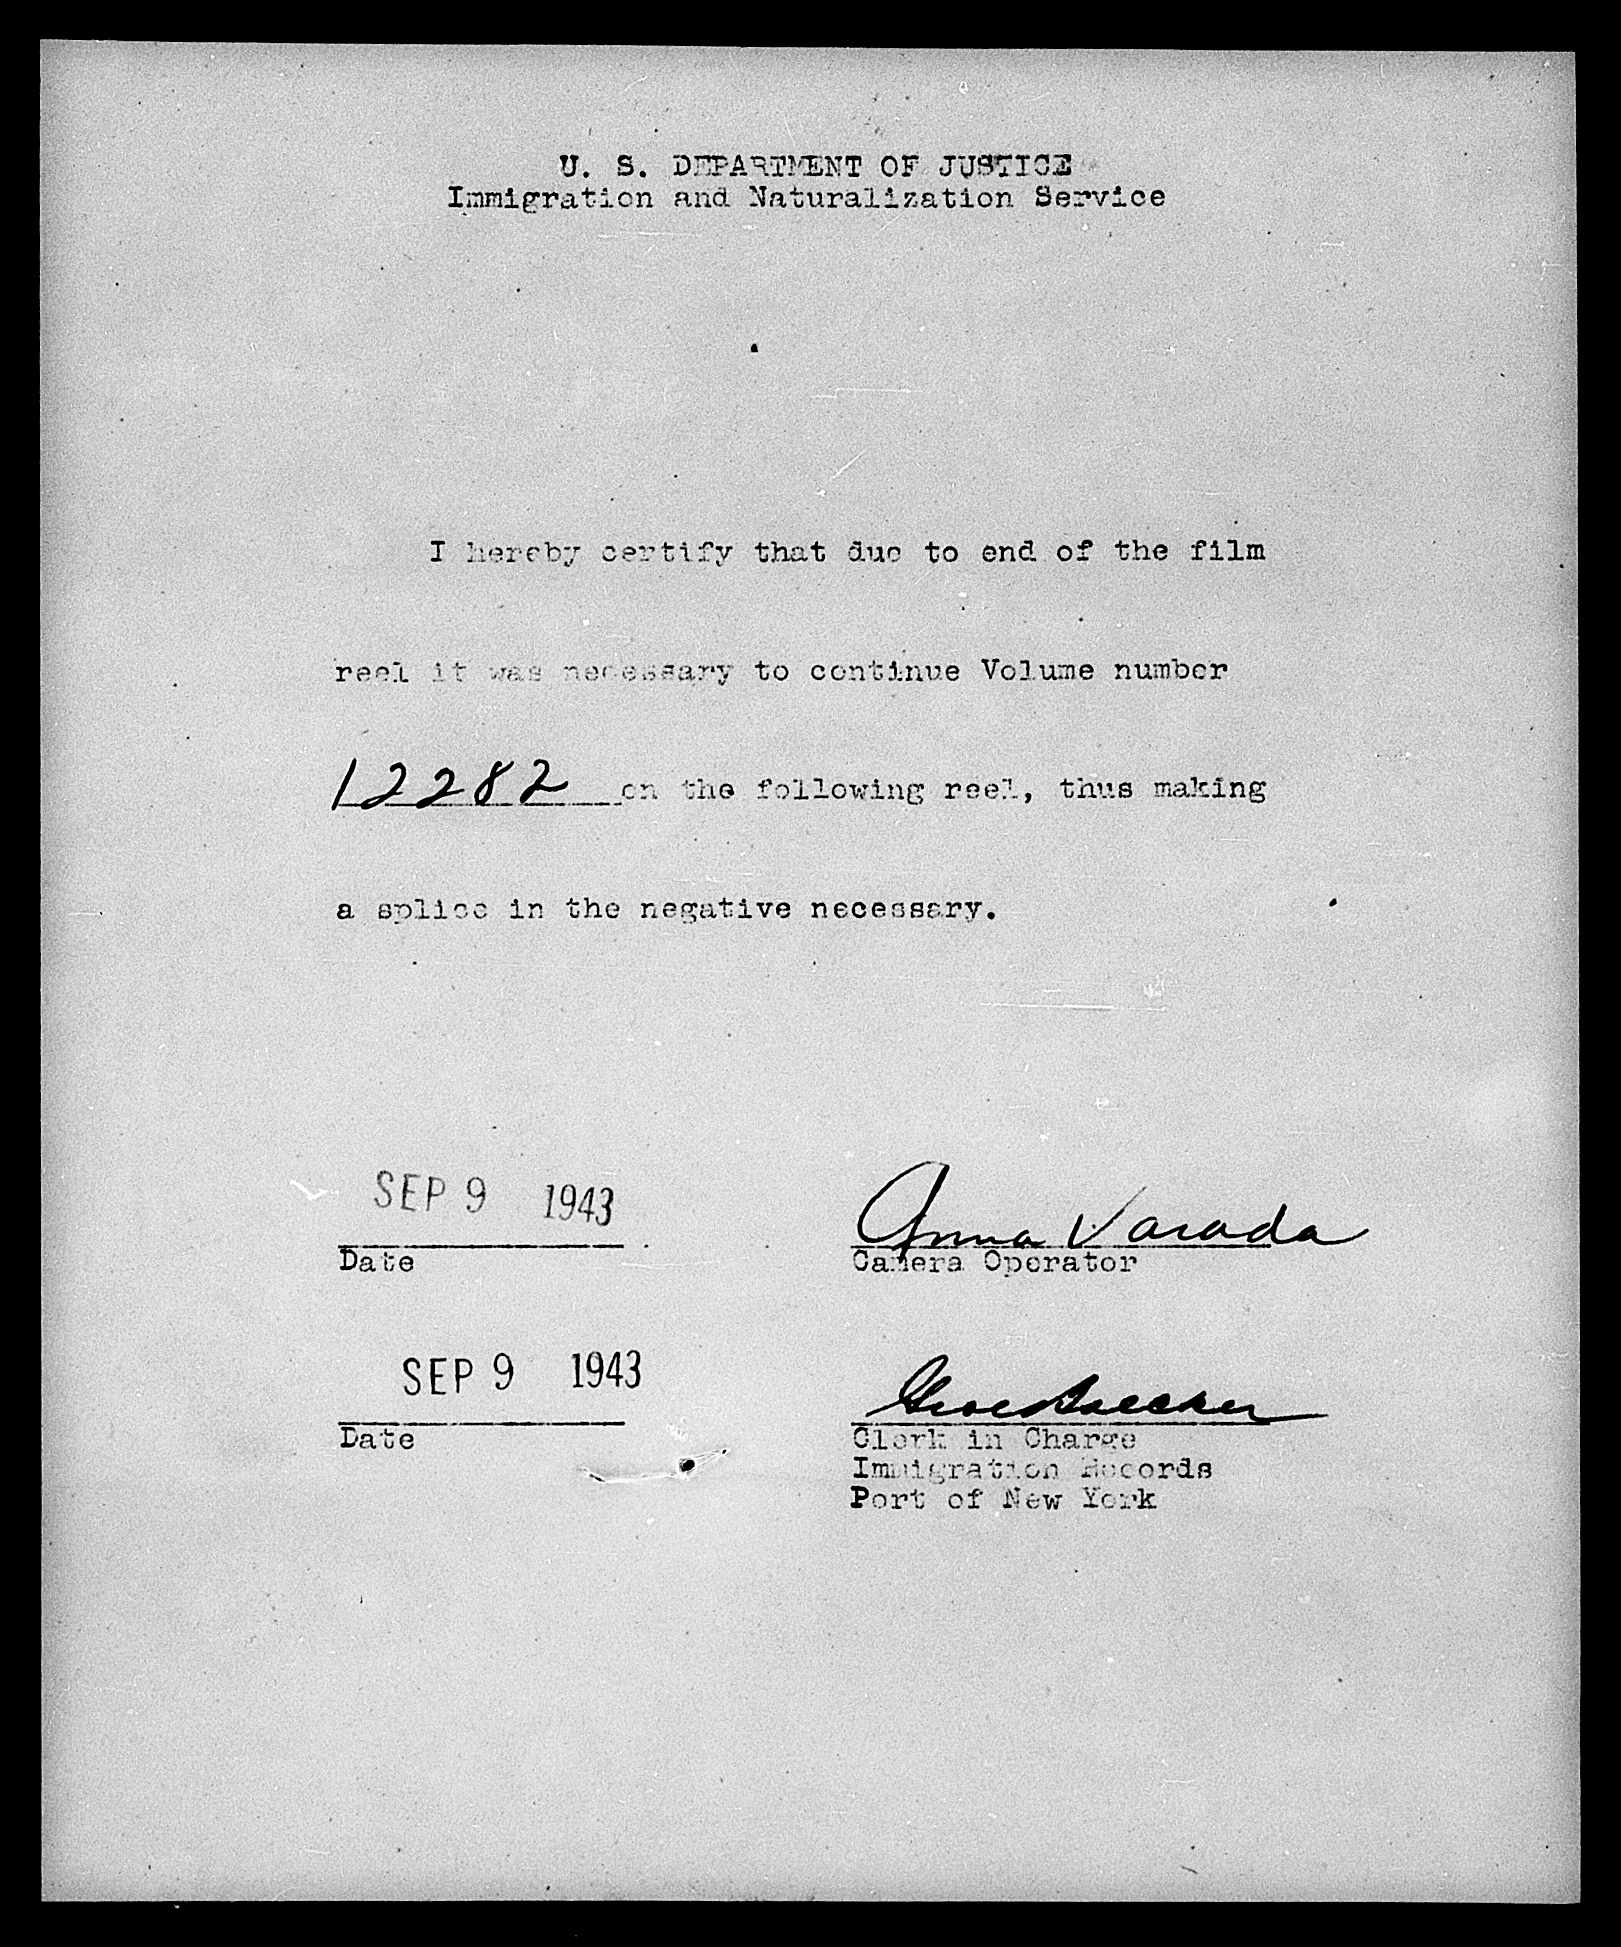 U. S. DEPARTMENT OF JUSTICE
Immigration and Naturalization Service
I hereby certify that due to end of the film
reel it was necessary to continue Volume number
12282 on the following reel, thus making
a splice in the negative necessary.
SEP 9 1943
Anna Varada
Date
Camera Operator
SEP 9 1943
Date
Clerk in Charge
Immigration Records
Port of New York